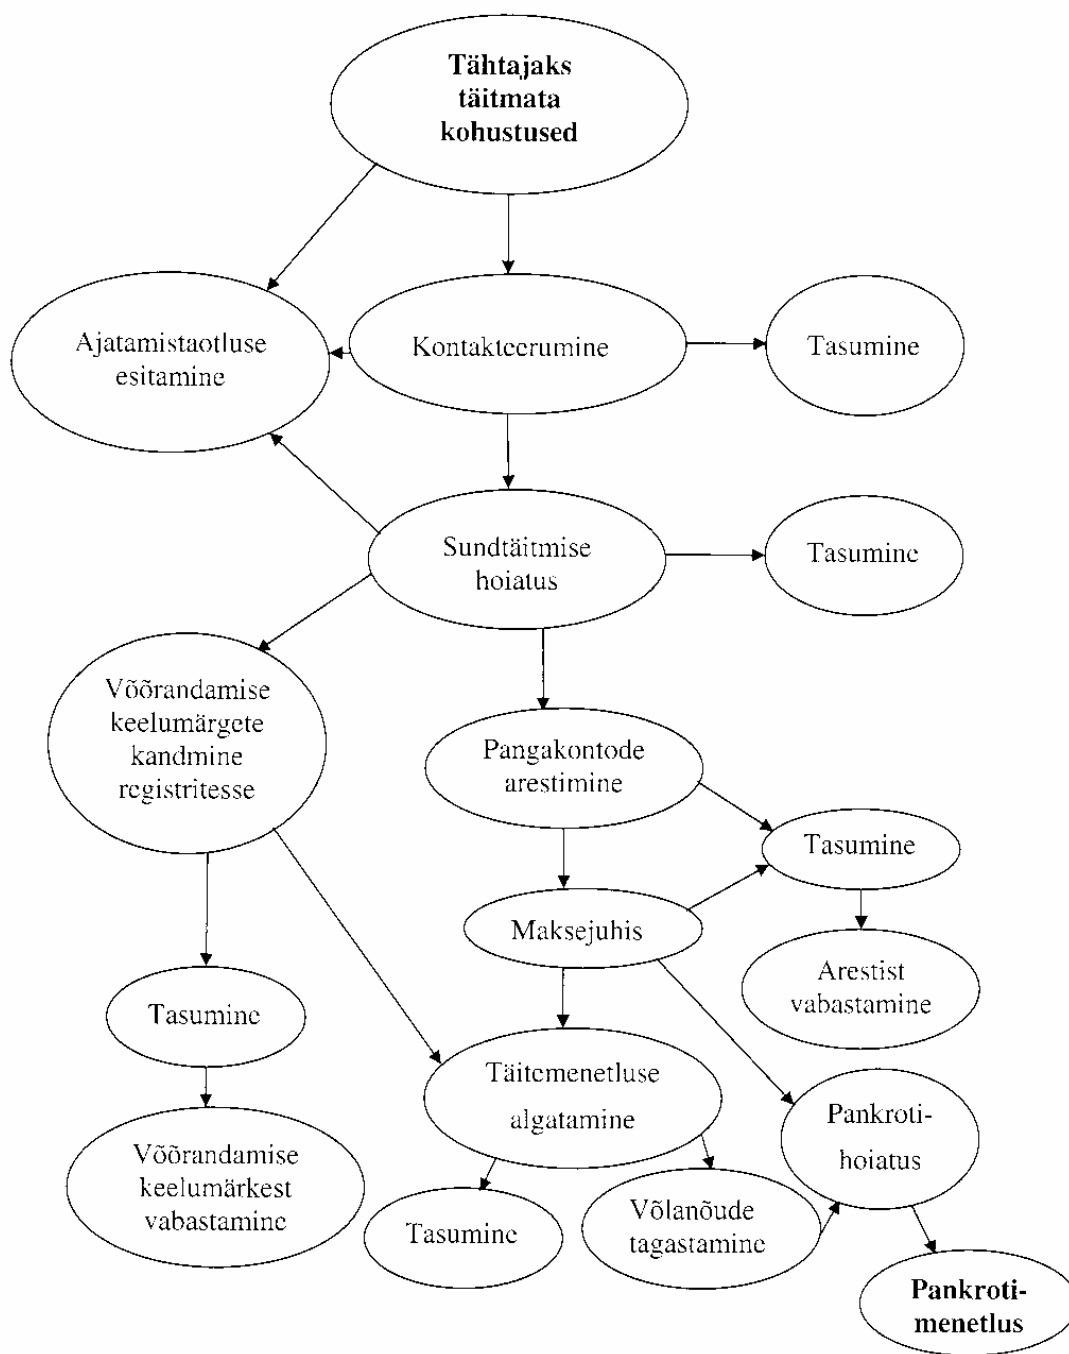 Tähtajaks
täitmata
kohustused
Ajatamistaotluse
esitamine
Kontakteerumine
Tasumine
Sundtäitmise
hoiatus
Tasumine
Võõrandamise
keelumärgete
kandmine
registritesse
Pangakontode
arestimine
Tasumine
Maksejuhis
Arestist
vabastamine
Tasumine
Täitemenetluse
algatamine
Pankroti-
hoiatus
Võõrandamise
keelumärkest
vabastamine
Tasumine
Võlanõude
tagastamine
Pankroti-
menetlus